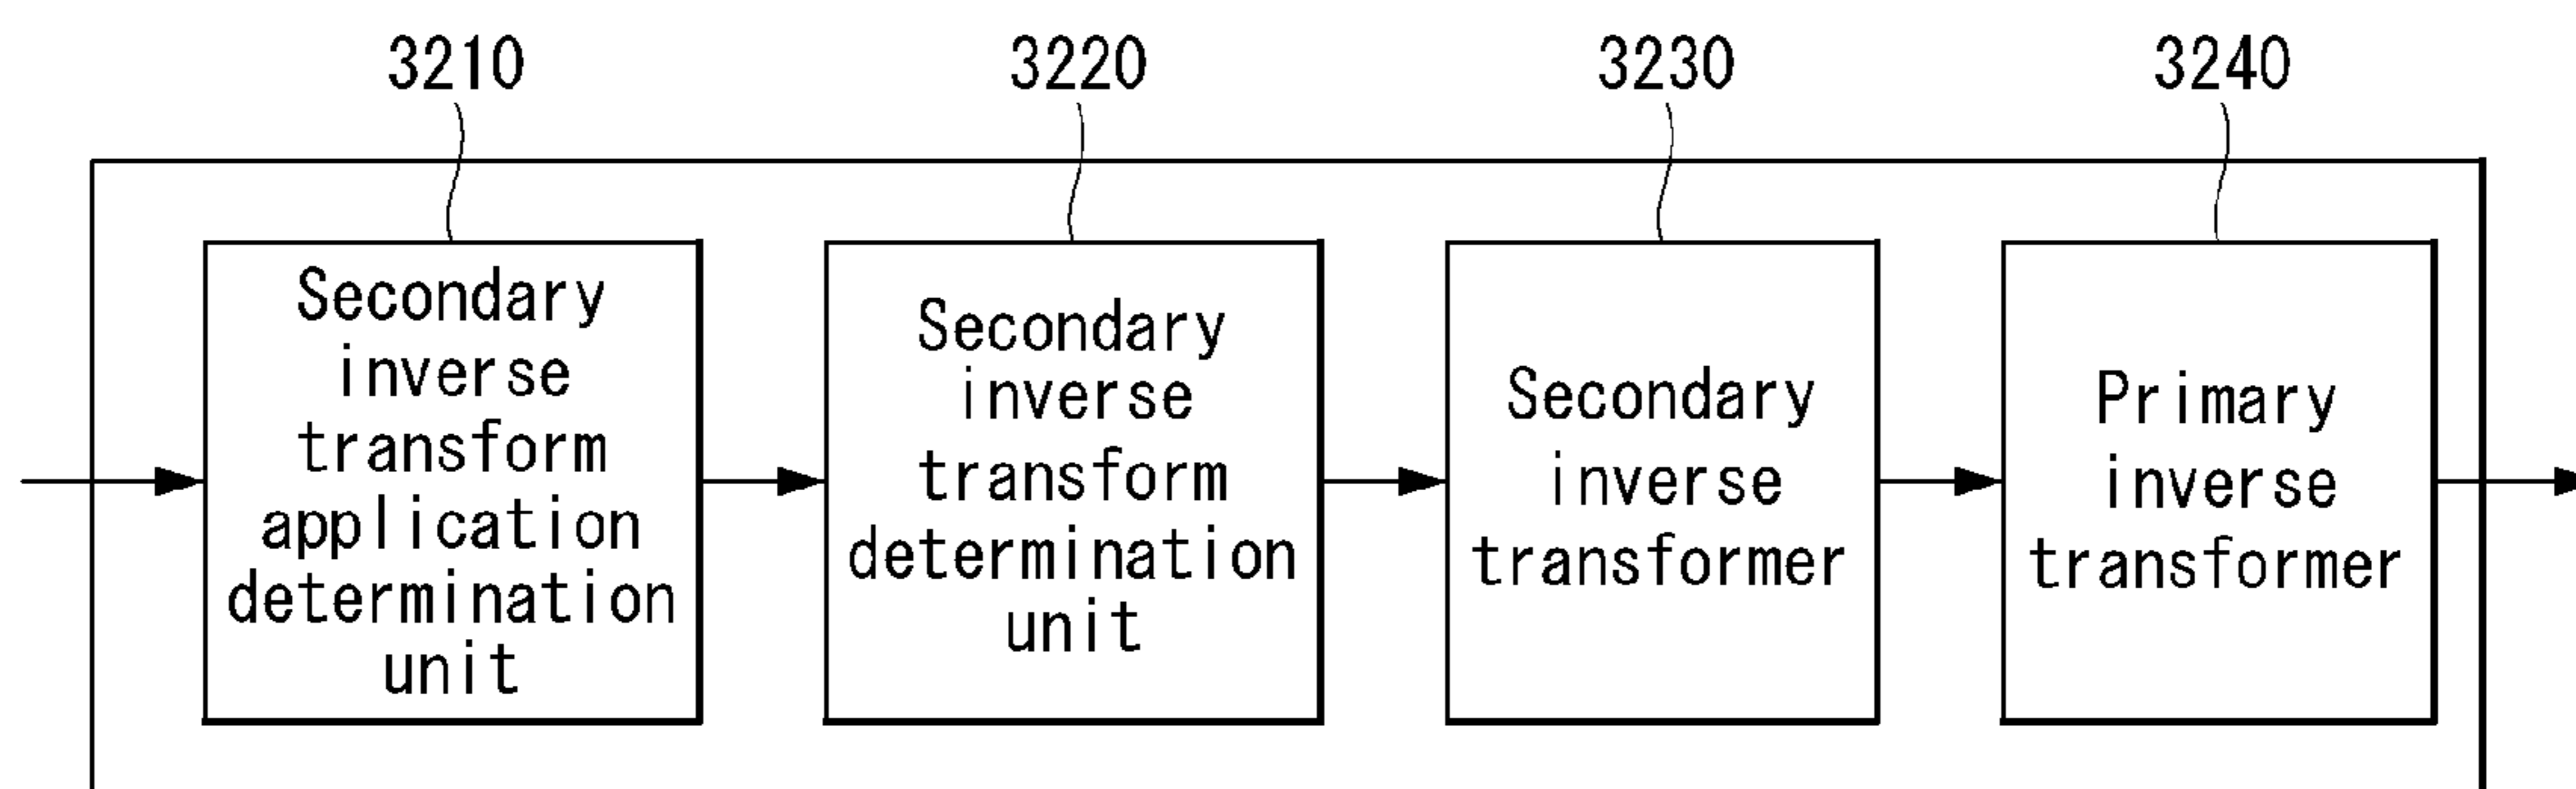 3210
3220
3230
3240
Secondary
inverse
transform
application
determination
unit
Secondary
inverse
transform
determination
unit
Secondary
inverse
transformer
Primary
inverse
transformer